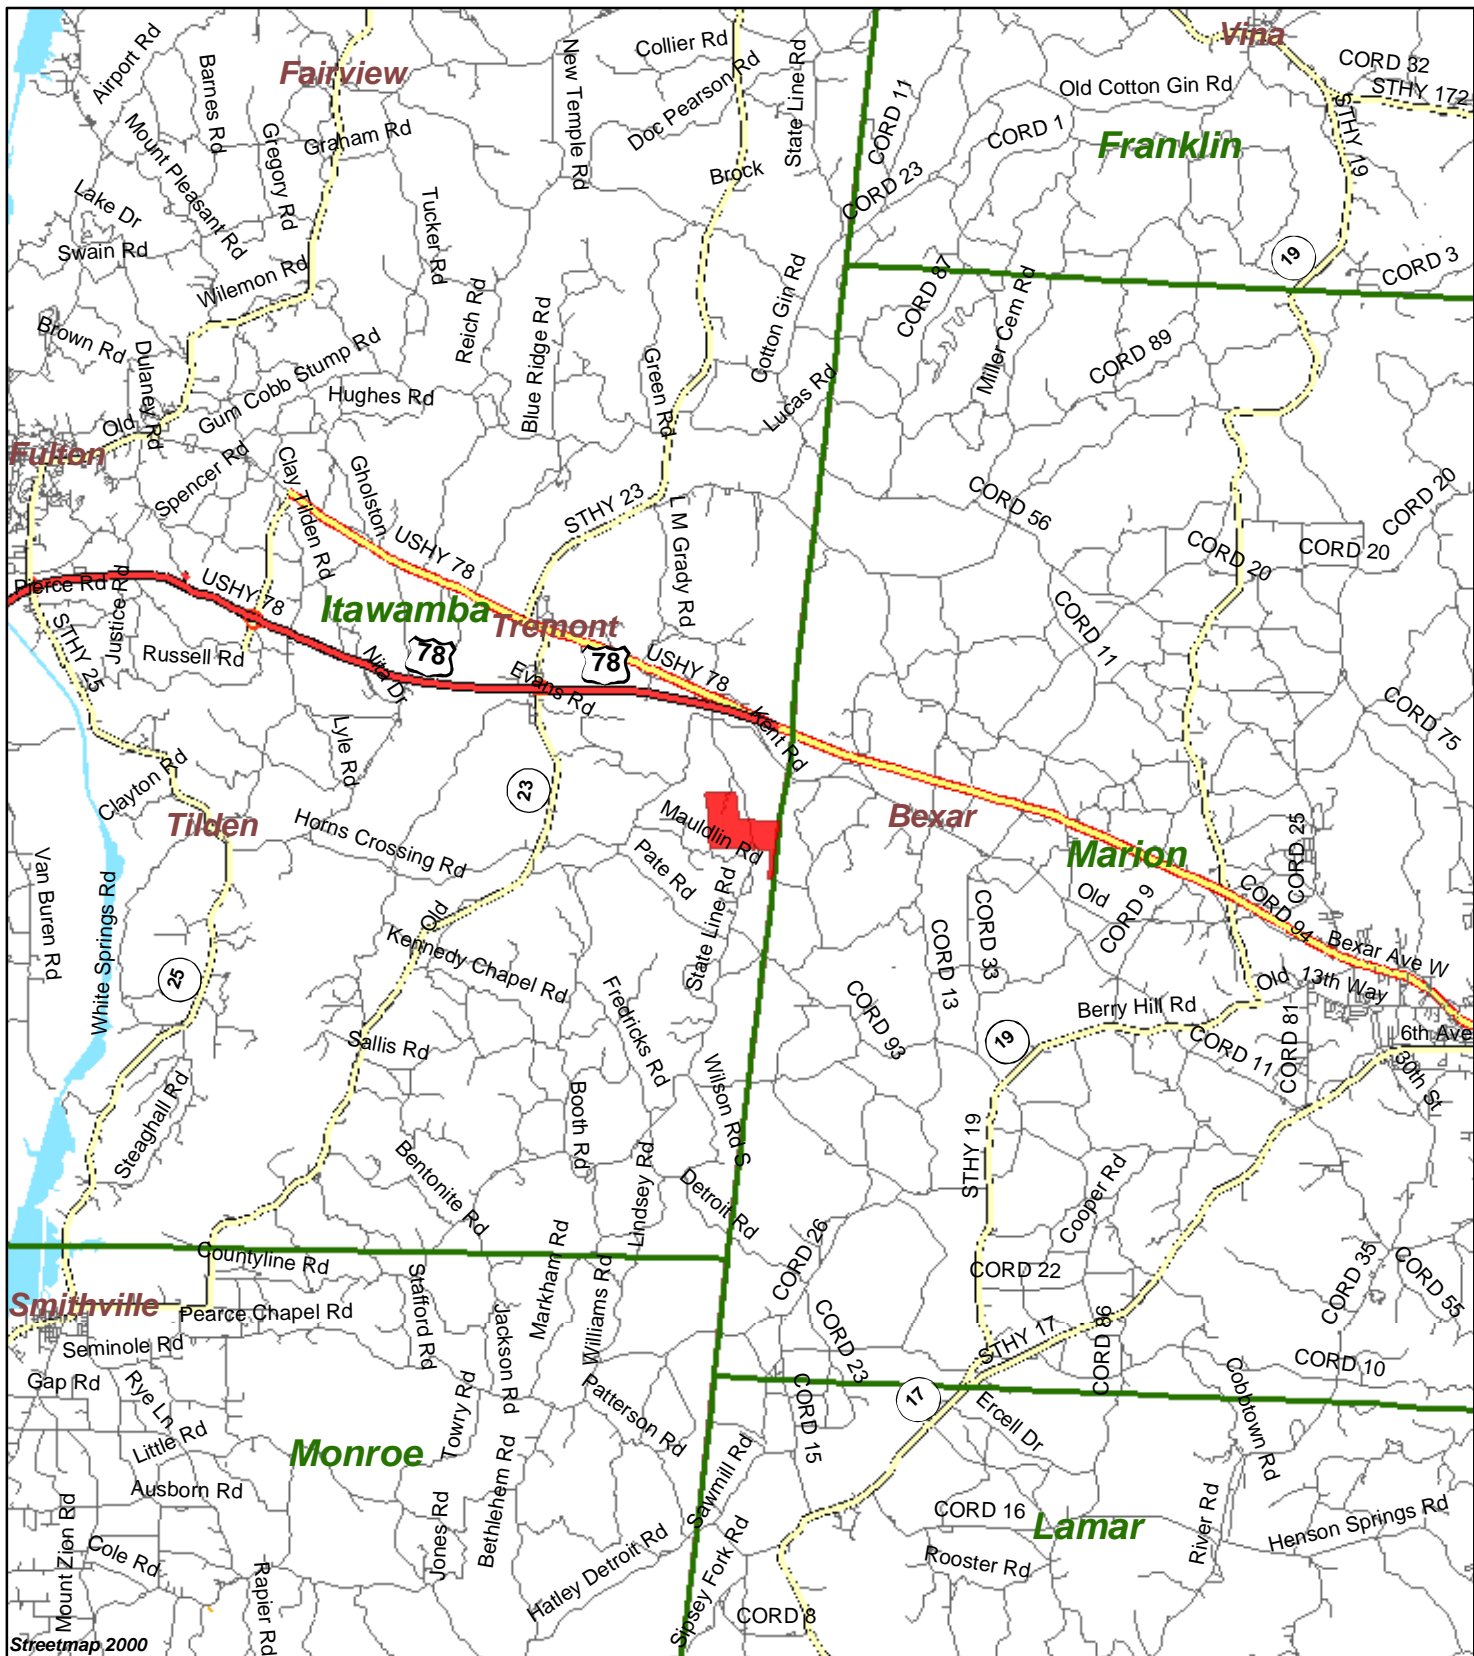 Vina
Collier Rd
CORD 32
Airport Rd
Barnes Rd
Fairview
New Temple Rd
Doc Pearson Rd
State Line Rd
CORD 11
Old Cotton Gin Rd
STHY 172
STHY 19
Mount Pleasant Rd
Gregory Rd
Graham Rd
CORD 1
Franklin
Brock
CORD 23
Lake Dr
Tucker Rd
Swain Rd
19
CORD 3
Wilemon Rd
Reich Rd
Blue Ridge Rd
Cotton Gin Rd
CORD 87
Miller Cem Rd
Brown Rd
Dulaney Rd
Gum Cobb Stump Rd
Hughes Rd
Green Rd
Lucas Rd
CORD 89
Old
Fulton
Spencer Rd
Clay Tilden Rd
Gholston
STHY 23
L M Grady Rd
CORD 56
CORD 20
CORD 20
CORD 20
USHY 78
Pierce Rd
USHY 78
Justice Rd
Itawamba
Tremont
CORD 11
STHY 25
Russell Rd
Nita Dr
78
Evans Rd
78
USHY 78
Kent Rd
CORD 75
Lyle Rd
Clayton Rd
23
Tilden
Horns Crossing Rd
Mauldlin Rd
Bexar
Marion
CORD 25
Van Buren Rd
White Springs Rd
Pate Rd
State Line Rd
Old
CORD 9
CORD 94
Bexar Ave W
Old
Kennedy Chapel Rd
CORD 33
CORD 13
25
Fredricks Rd
CORD 93
Old
13th Way
Berry Hill Rd
Sallis Rd
19
CORD 11
CORD 81
6th Ave
30th St
Steaghall Rd
Booth Rd
Wilson Rd S
Bentonite Rd
Lindsey Rd
Detroit Rd
STHY 19
Cooper Rd
Countyline Rd
Markham Rd
CORD 26
CORD 22
CORD 35
CORD 55
Smithville
Pearce Chapel Rd
Stafford Rd
Jackson Rd
Williams Rd
CORD 23
STHY 17
CORD 86
Seminole Rd
Gap Rd
Rye Ln
Towry Rd
Patterson Rd
CORD 15
17
Ercell Dr
Cobbtown Rd
CORD 10
Little Rd
Monroe
Ausborn Rd
Mount Zion Rd
Cole Rd
Rapier Rd
Jones Rd
Bethlehem Rd
Hatley Detroit Rd
Sawmill Rd
Sipsey Fork Rd
CORD 16
Lamar
River Rd
Henson Springs Rd
Rooster Rd
CORD 8
Streetmap 2000